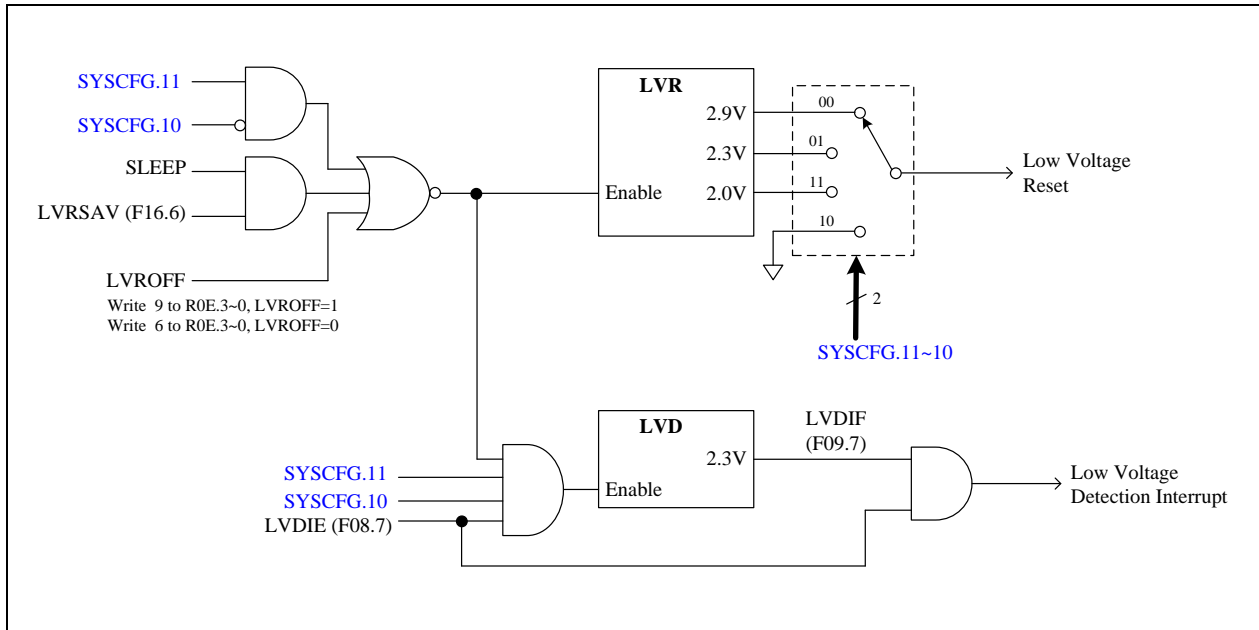 SYSCFG.11
SYSCFG.10
SLEEP
LVRSAV (F16.6)
LVROFF
Write 9 to R0E.3~0, LVROFF=1
Write 6 to R0E.3~0, LVROFF=0
LVR
2.9V
2.3V
2.0V
Enable
00
01
11
10
Low Voltage
Reset
2
SYSCFG.11~10
SYSCFG.11
SYSCFG.10
LVDIE (F08.7)
LVD
2.3V
Enable
LVDIF
(F09.7)
Low Voltage
Detection Interrupt